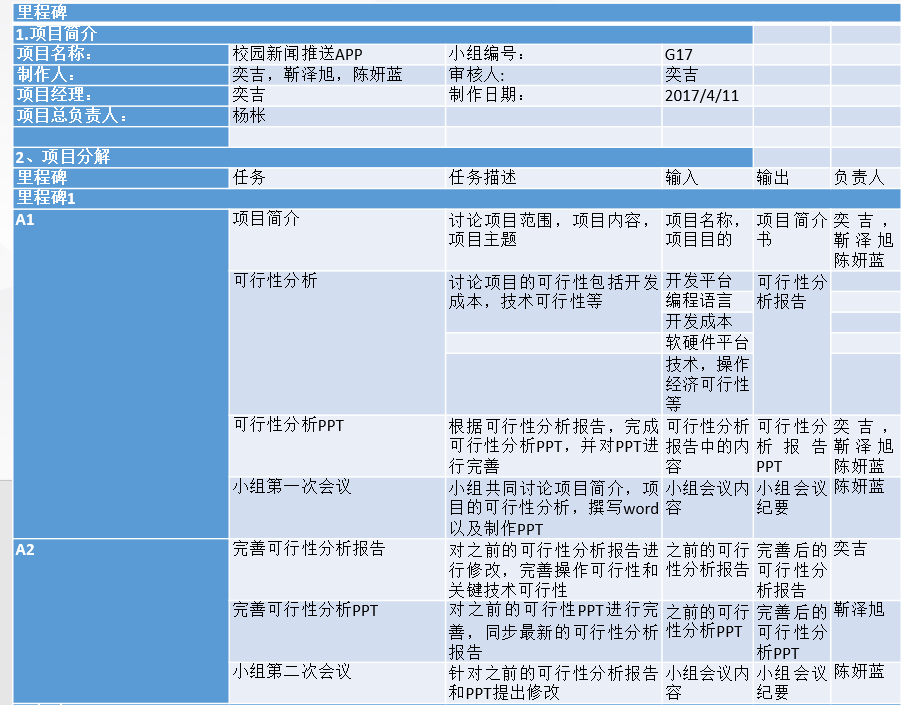 里程碑
1.项目简介
项目名称： 校园新闻推送APP 小组编号： G17
制作人： 奕吉，靳泽旭，陈妍蓝 审核人: 奕吉
项目经理： 奕吉 制作日期： 2017/4/11
项目总负责人： 杨枨
2、项目分解
里程碑 任务 任务描述 输入 输出 负责人
里程碑1
A1
项目简介
讨论项目范围，项目内容，
项目主题
项目名称，
项目目的
项目简介
书
奕吉，
靳泽旭
陈妍蓝
可行性分析
讨论项目的可行性包括开发
成本，技术可行性等
开发平台
编程语言
开发成本
软硬件平台
技术，操作
经济可行性
等
可行性分
析报告
可行性分析PPT
根据可行性分析报告，完成
可行性分析PPT，并对PPT进
行完善
可行性分析
报告中的内
容
可行性分
析报告
PPT
奕吉，
靳泽旭
陈妍蓝
小组第一次会议
小组共同讨论项目简介，项
目的可行性分析，撰写word
以及制作PPT
小组会议内
容
小组会议
纪要
陈妍蓝
A2
完善可行性分析报告
对之前的可行性分析报告进
行修改，完善操作可行性和
关键技术可行性
之前的可行
性分析报告
完善后的
可行性分
析报告
奕吉
完善可行性分析PPT
对之前的可行性PPT进行完
善，同步最新的可行性分析
报告
之前的可行
性分析PPT
完善后的
可行性分
析PPT
靳泽旭
小组第二次会议
针对之前的可行性分析报告
和PPT提出修改
小组会议内
容
小组会议
纪要
陈妍蓝